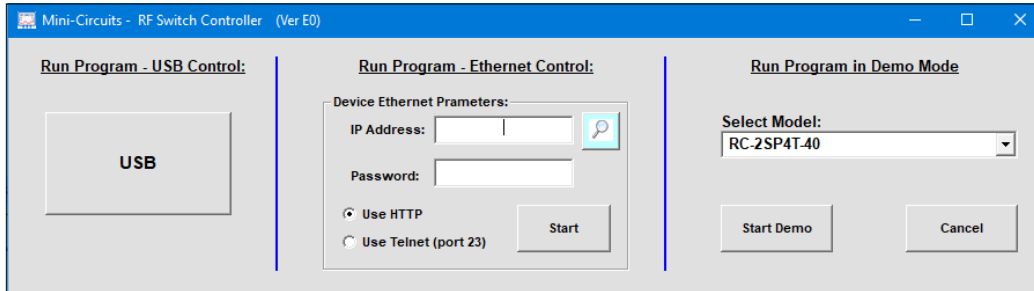 Mini-Circuits - RF Switch Controller (Ver E0)
Run Program - USB Control:
USB
Run Program - Ethernet Control:
Device Ethernet Prameters:
IP Address:
Password:
Use HTTP
Use Telnet (port 23)
Start
Run Program in Demo Mode
Select Model:
RC-2SP4T-40
Start Demo
Cancel